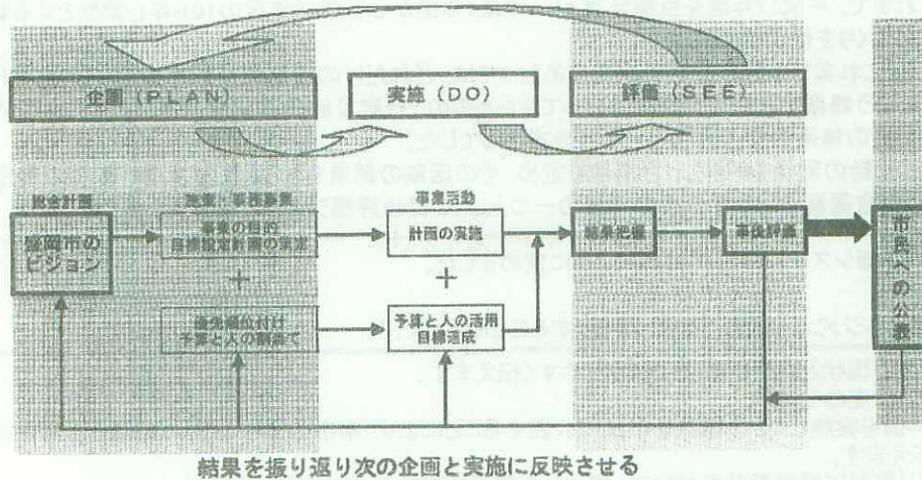 企画（PLAN）
実施（DO）
評価（SEE）
総合計画
盛岡市の
ビジョン
施策・事務事業
事業の目的
目標設定計画の策定
＋
優先順位付け
予算と人の割当て
事業活動
計画の実施
＋
予算と人の活用
目標達成
結果把握
事後評価
市民への公表
結果を振り返り次の企画と実施に反映させる